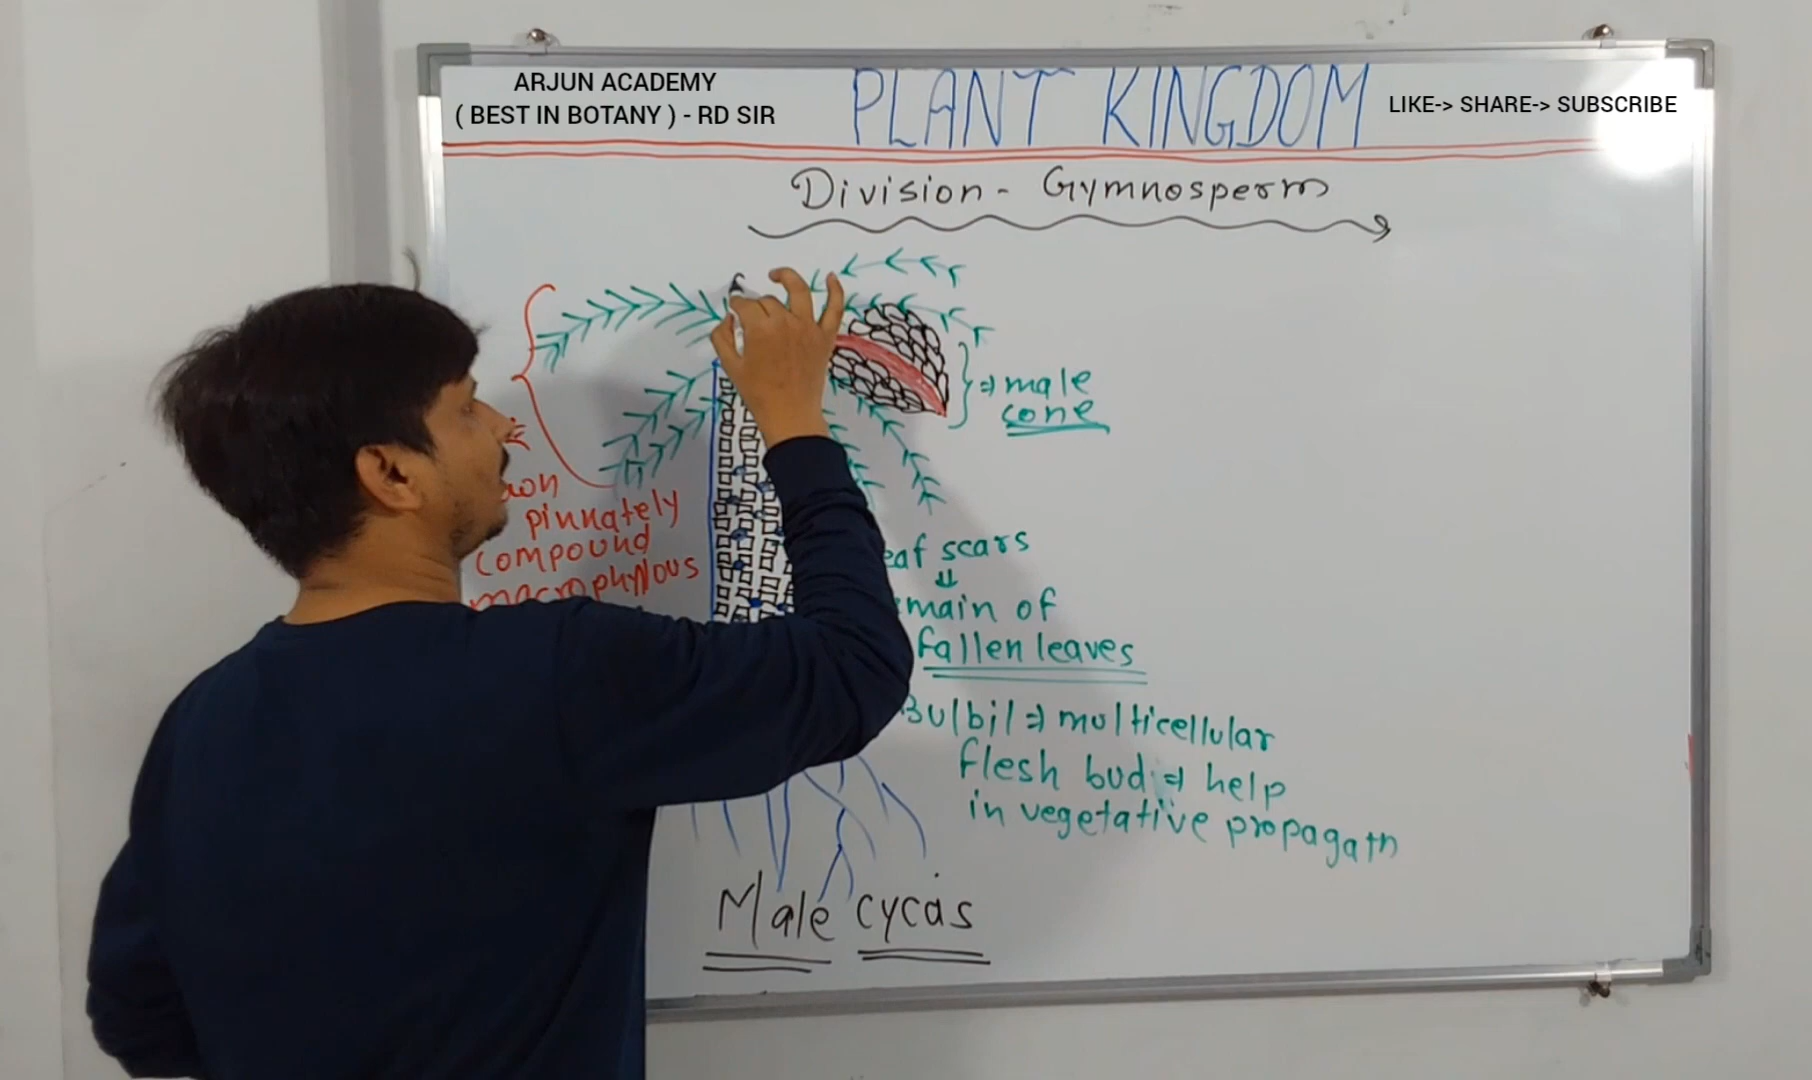 ARJUN ACADEMY
( BEST IN BOTANY ) - RD SIR
PLANT KINGDOM
LIKE-> SHARE-> SUBSCRIBE
Division - Gymnosperm
} ⇒ male
cone
pinnately
compound
macrophyllous
eaf scars
⇓
main of
fallen leaves
Bulbil ⇒ multicellular
flesh bud ⇒ help
in vegetative propagatn
Male cycas